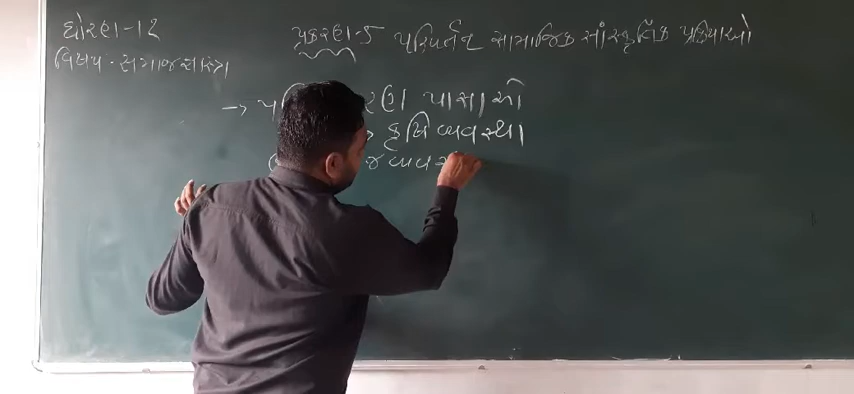 ધોરણ-12
પ્રકરણ-5 પરિવર્તન સામાજિક સાંસ્કૃતિક પ્રક્રિયાઓ
વિષય-સમાજશાસ્ત્ર
→ પાસાઓ
કૃષિ વ્યવસ્થા